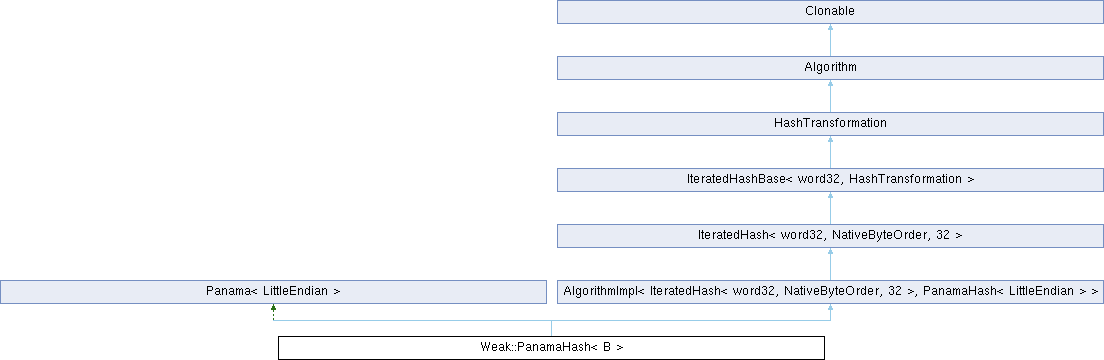 Clonable
Algorithm
HashTransformation
IteratedHashBase< word32, HashTransformation >
IteratedHash< word32, NativeByteOrder, 32 >
Panama< LittleEndian >
AlgorithmImpl< IteratedHash< word32, NativeByteOrder, 32 >, PanamaHash< LittleEndian > >
Weak::PanamaHash< B >